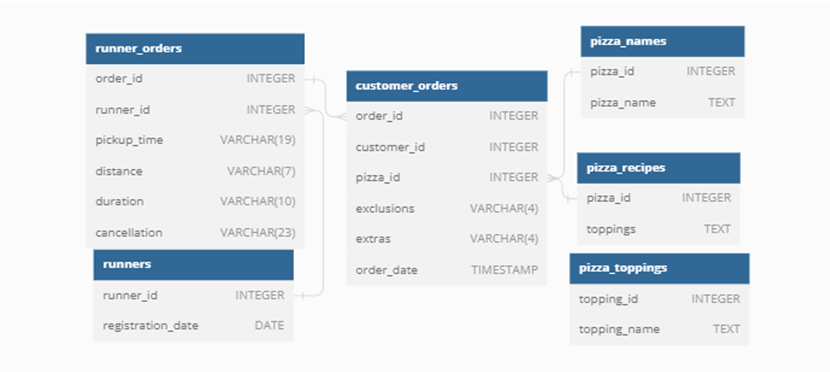 runner_orders
order_id INTEGER
runner_id INTEGER
pickup_time VARCHAR(19)
distance VARCHAR(7)
duration VARCHAR(10)
cancellation VARCHAR(23)
runners
runner_id INTEGER
registration_date DATE
customer_orders
order_id INTEGER
customer_id INTEGER
pizza_id INTEGER
exclusions VARCHAR(4)
extras VARCHAR(4)
order_date TIMESTAMP
pizza_names
pizza_id INTEGER
pizza_name TEXT
pizza_recipes
pizza_id INTEGER
toppings TEXT
pizza_toppings
topping_id INTEGER
topping_name TEXT